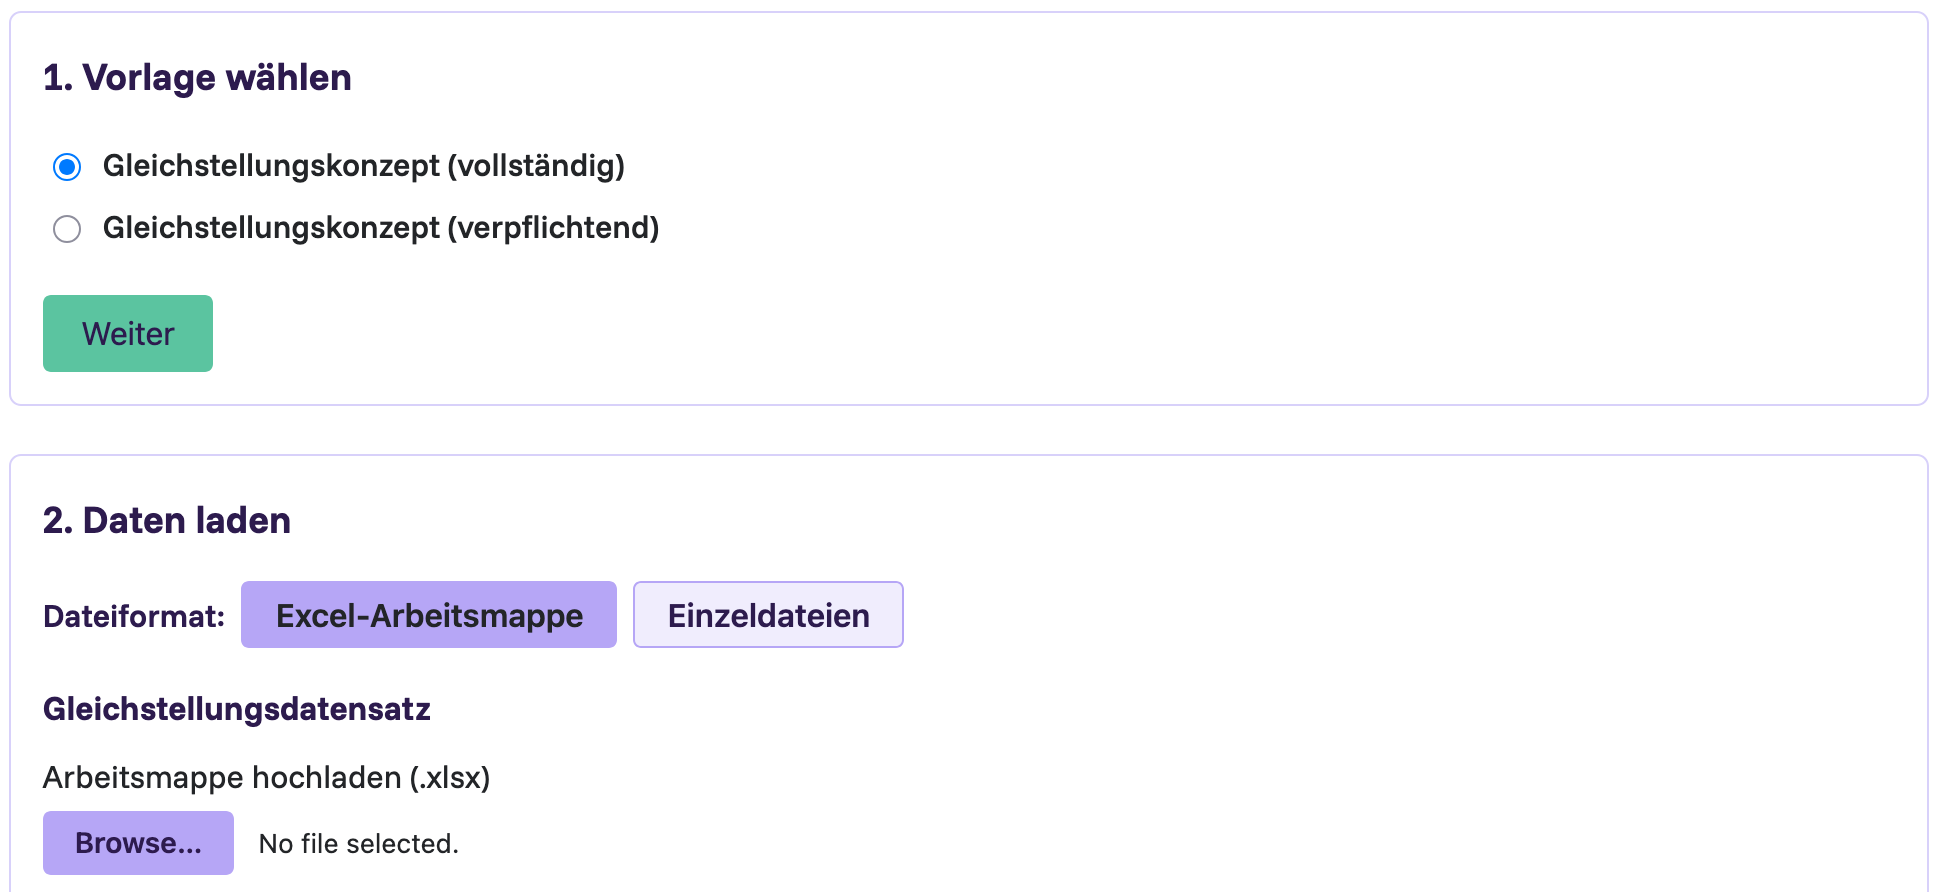 1. Vorlage wählen
Gleichstellungskonzept (vollständig)
Gleichstellungskonzept (verpflichtend)
Weiter
2. Daten laden
Dateiformat: Excel-Arbeitsmappe Einzeldateien
Gleichstellungsdatensatz
Arbeitsmappe hochladen (.xlsx)
Browse... No file selected.